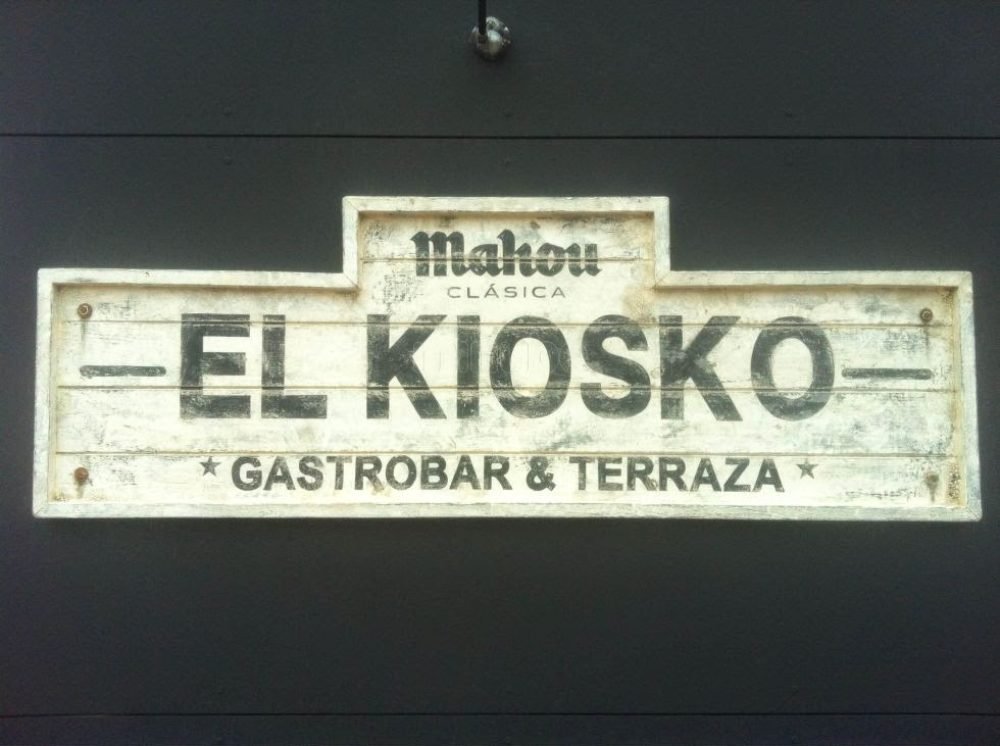 Mahou
CLÁSICA
EL KIOSKO
GASTROBAR & TERRAZA